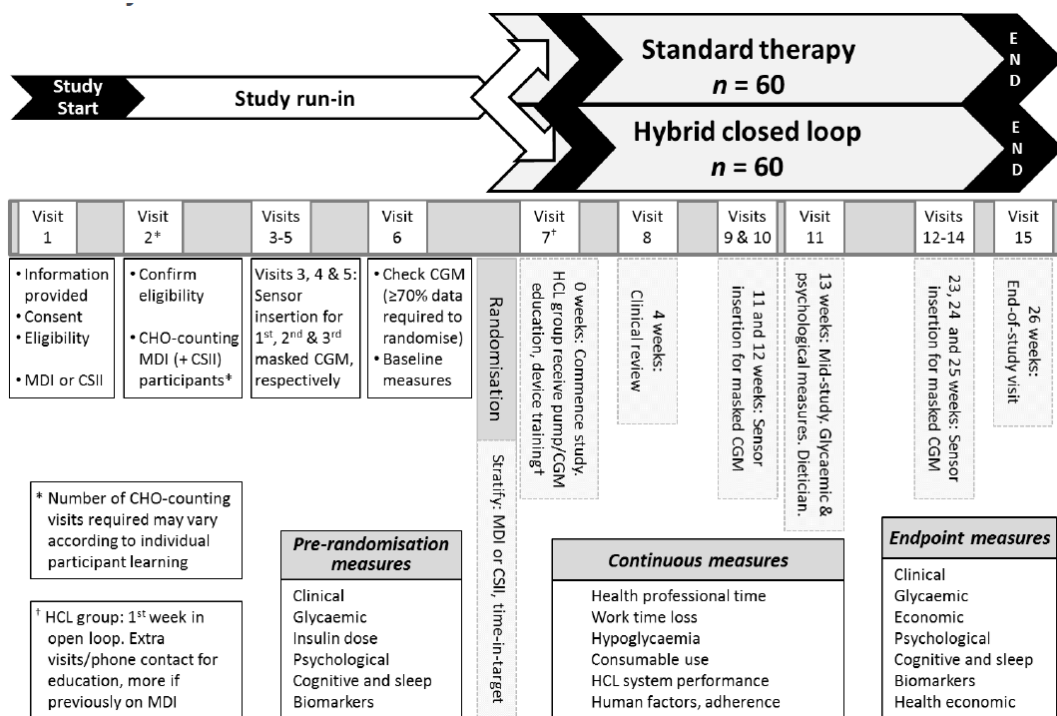 Study
Start
Study run-in
Standard therapy
n = 60
E
N
D
Hybrid closed loop
n = 60
E
N
D
Visit
1
Visit
2*
Visits
3-5
Visit
6
Visit
7†
Visit
8
Visits
9 & 10
Visit
11
Visits
12-14
Visit
15
• Information
provided
• Consent
• Eligibility
• MDI or CSII
• Confirm
eligibility
• CHO-counting
MDI (+ CSII)
participants*
Visits 3, 4 & 5:
Sensor
insertion for
1st, 2nd & 3rd
masked CGM,
respectively
• Check CGM
(≥70% data
required to
randomise)
• Baseline
measures
Randomisation
Stratify: MDI or CSII, time-in-target
0 weeks: Commence study.
HCL group receive pump/CGM
education, device training†
4 weeks:
Clinical review
11 and 12 weeks: Sensor
insertion for masked CGM
13 weeks: Mid-study. Glycaemic &
psychological measures. Dietician.
23, 24 and 25 weeks: Sensor
insertion for masked CGM
26 weeks:
End-of-study visit
* Number of CHO-counting
visits required may vary
according to individual
participant learning
† HCL group: 1st week in
open loop. Extra
visits/phone contact for
education, more if
previously on MDI
Pre-randomisation
measures
Clinical
Glycaemic
Insulin dose
Psychological
Cognitive and sleep
Biomarkers
Continuous measures
Health professional time
Work time loss
Hypoglycaemia
Consumable use
HCL system performance
Human factors, adherence
Endpoint measures
Clinical
Glycaemic
Economic
Psychological
Cognitive and sleep
Biomarkers
Health economic